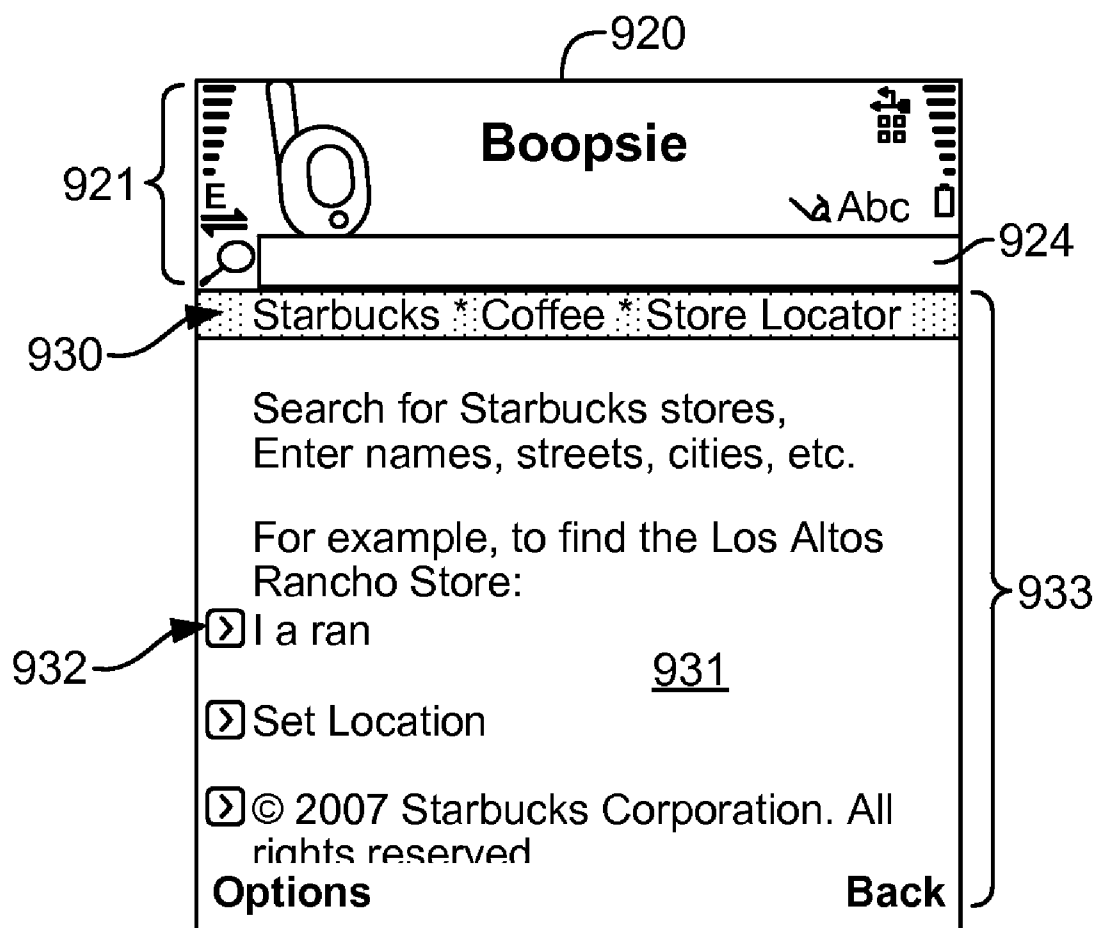 920
Boopsie
921
E
Abc
924
Starbucks * Coffee * Store Locator
930
Search for Starbucks stores,
Enter names, streets, cities, etc.
For example, to find the Los Altos
Rancho Store:
933
l a ran
932
931
Set Location
© 2007 Starbucks Corporation. All
rights reserved
Options Back